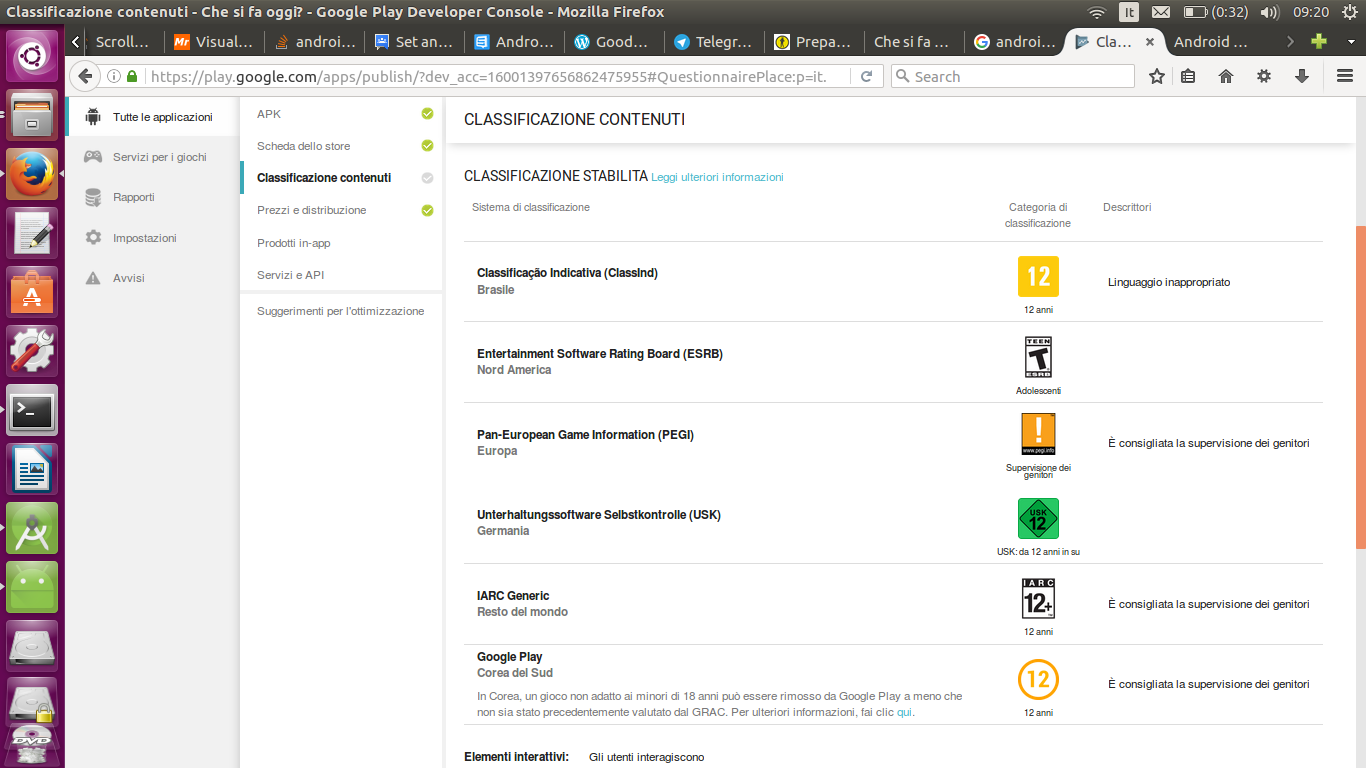 Classificazione contenuti - Che si fa oggi? - Google Play Developer Console - Mozilla Firefox
It
(0:32)
09:20
Scroll...
Visual...
androi...
Set an...
Andro...
Good...
Telegr...
Prepa...
Che si fa ...
androi...
Cla...
Android ...
https://play.google.com/apps/publish/?dev_acc=16001397656862475955#QuestionnairePlace:p=it.
Search
Tutte le applicazioni
Servizi per i giochi
Rapporti
Impostazioni
Avvisi
APK
Scheda dello store
Classificazione contenuti
Prezzi e distribuzione
Prodotti in-app
Servizi e API
Suggerimenti per l'ottimizzazione
CLASSIFICAZIONE CONTENUTI
CLASSIFICAZIONE STABILITA Leggi ulteriori informazioni
Sistema di classificazione
Categoria di
classificazione
Descrittori
Classificação Indicativa (ClassInd)
Brasile
12
12 anni
Linguaggio inappropriato
Entertainment Software Rating Board (ESRB)
Nord America
TEEN
T
ESRB
Adolescenti
Pan-European Game Information (PEGI)
Europa
!
www.pegi.info
Supervisione dei
genitori
È consigliata la supervisione dei genitori
Unterhaltungssoftware Selbstkontrolle (USK)
Germania
USK
12
USK: da 12 anni in su
IARC Generic
Resto del mondo
IARC
12+
12 anni
È consigliata la supervisione dei genitori
Google Play
Corea del Sud
In Corea, un gioco non adatto ai minori di 18 anni può essere rimosso da Google Play a meno che
non sia stato precedentemente valutato dal GRAC. Per ulteriori informazioni, fai clic qui.
12
12 anni
È consigliata la supervisione dei genitori
Elementi interattivi:
Gli utenti interagiscono
DVD